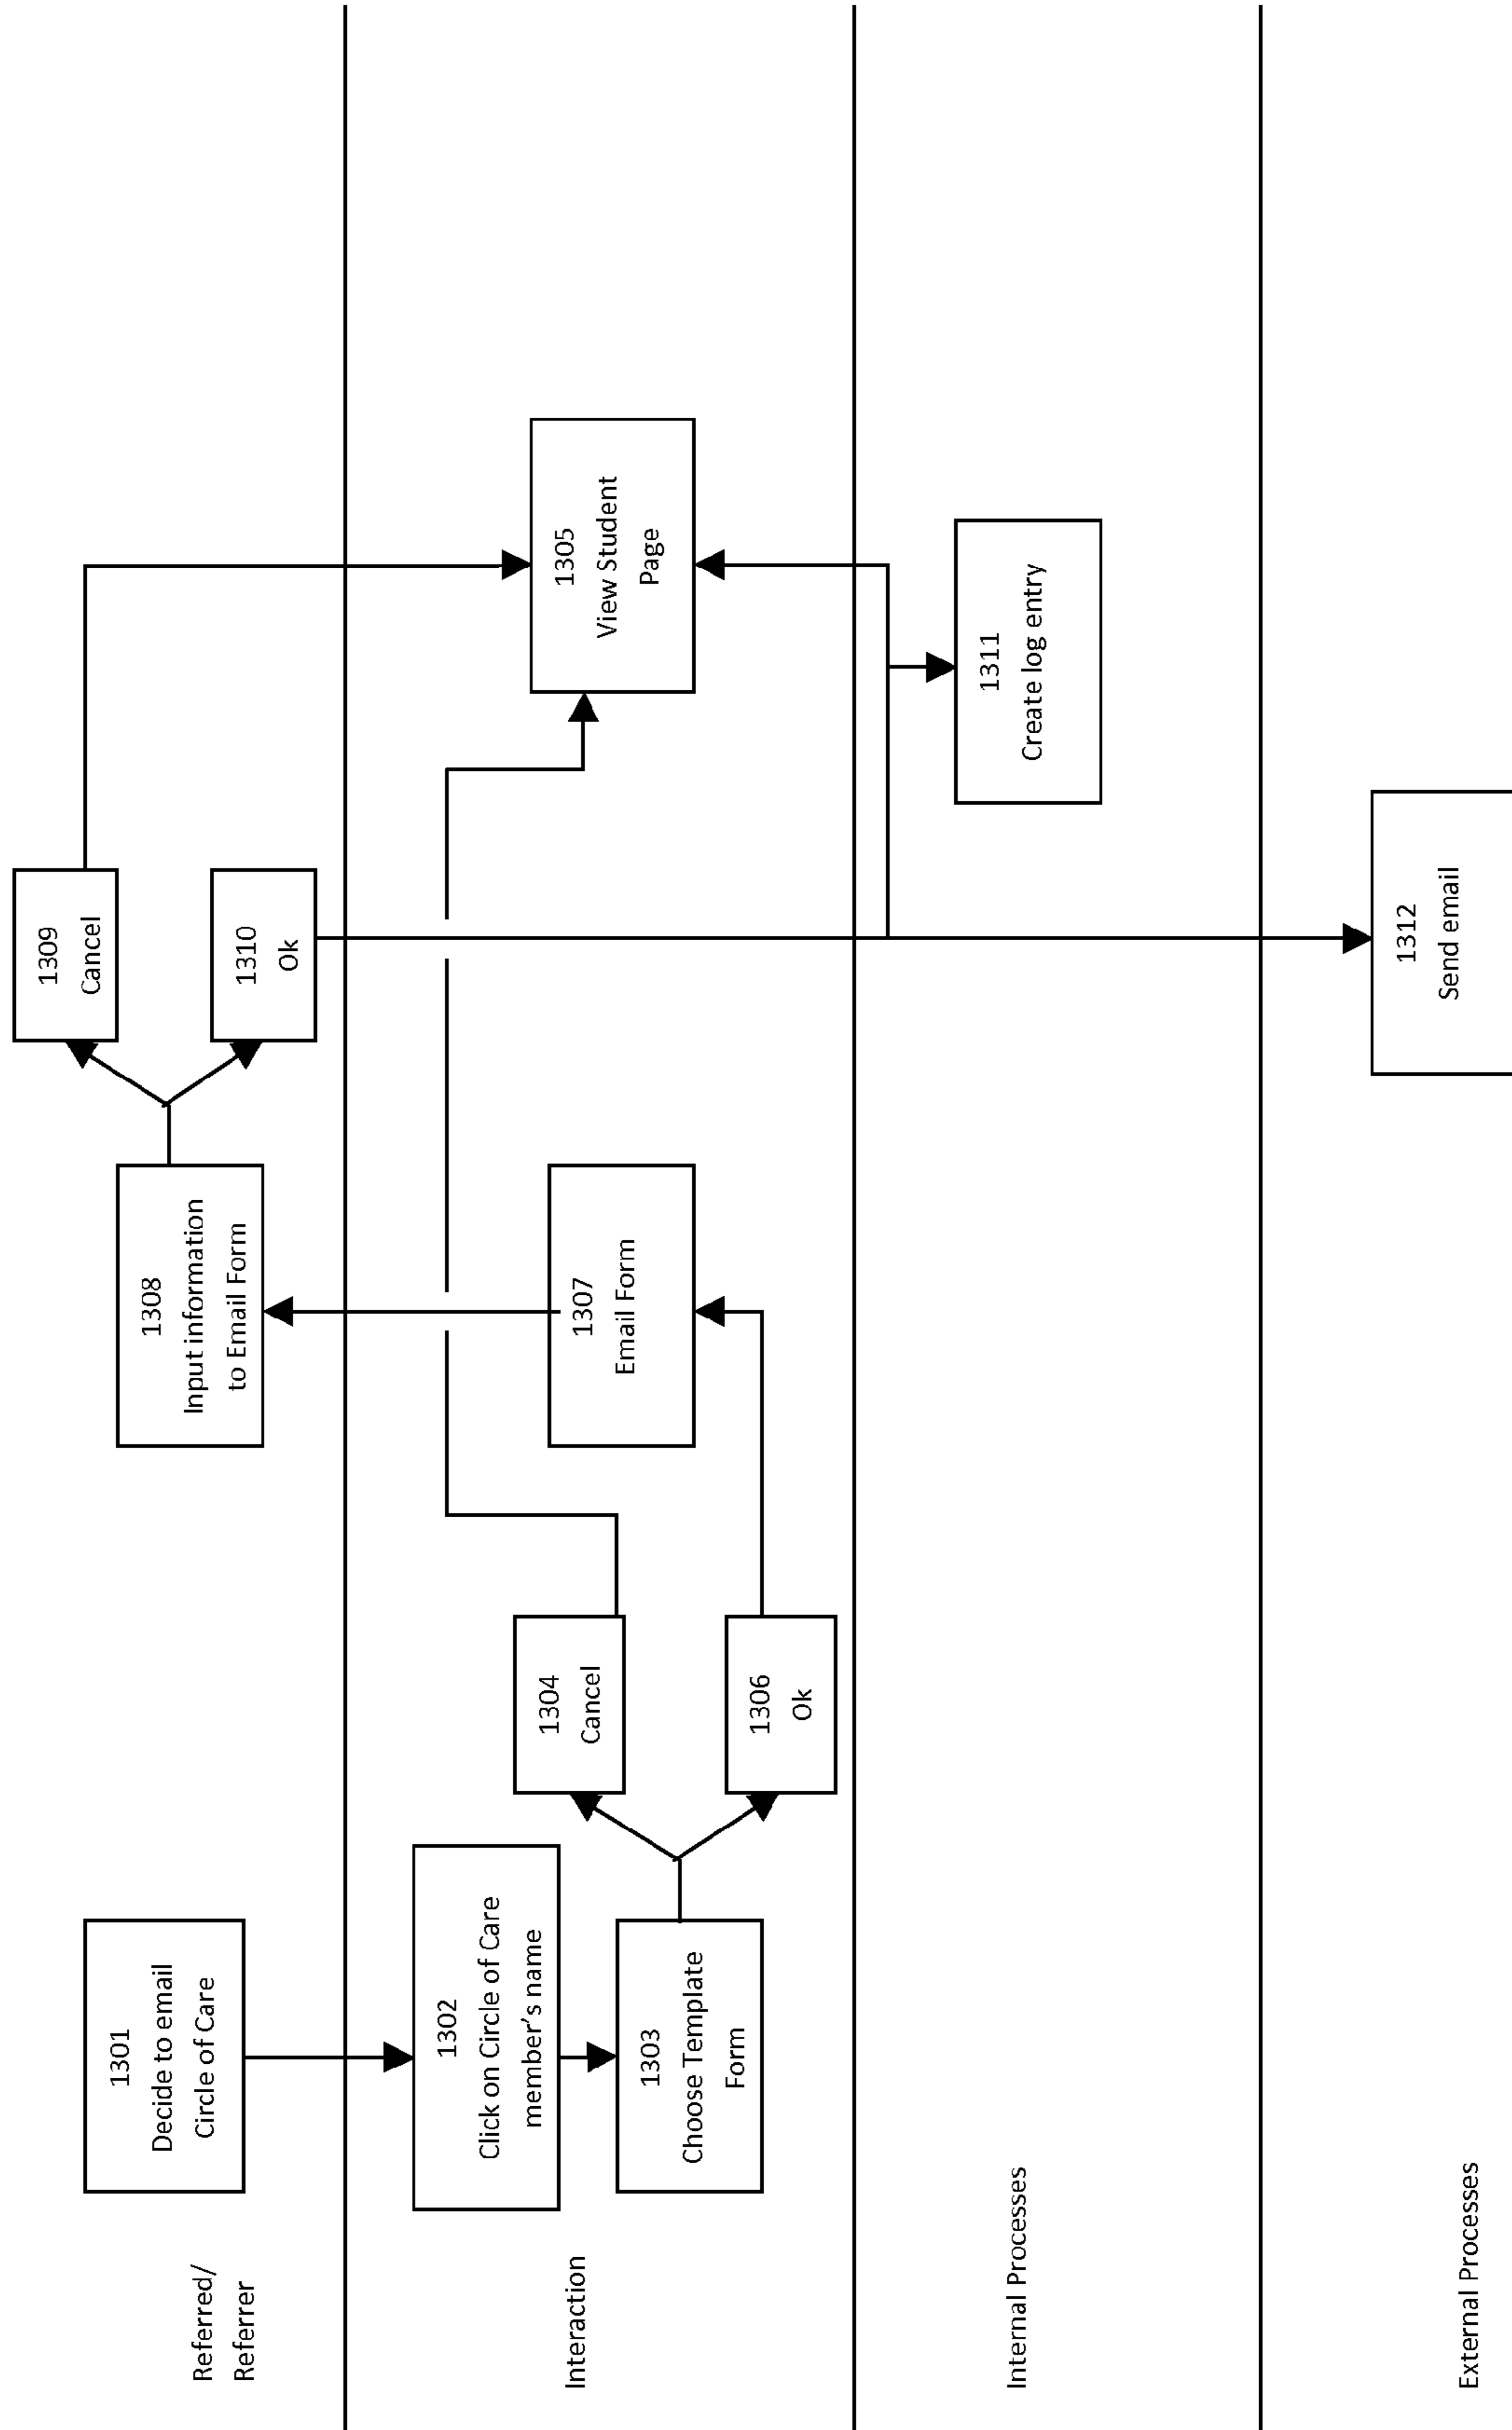 Referred/
Referrer
1301
Decide to email
Circle of Care
1308
Input information
to Email Form
1309
Cancel
1310
Ok
Interaction
1302
Click on Circle of Care
member's name
1303
Choose Template
Form
1304
Cancel
1306
Ok
1307
Email Form
1305
View Student
Page
Internal Processes
1311
Create log entry
External Processes
1312
Send email